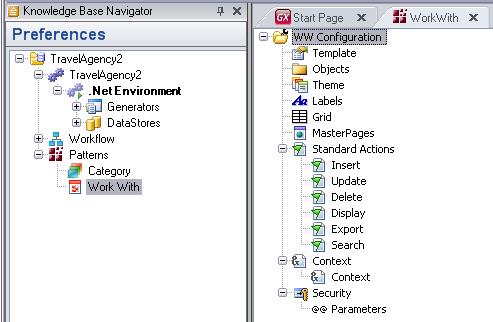 Knowledge Base Navigator
Preferences
TravelAgency2
TravelAgency2
.Net Environment
Generators
DataStores
Workflow
Patterns
Category
Work With
GX Start Page
WorkWith
WW Configuration
Template
Objects
Theme
Aa Labels
Grid
MasterPages
Standard Actions
Insert
Update
Delete
Display
Export
Search
Context
Context
Security
Parameters